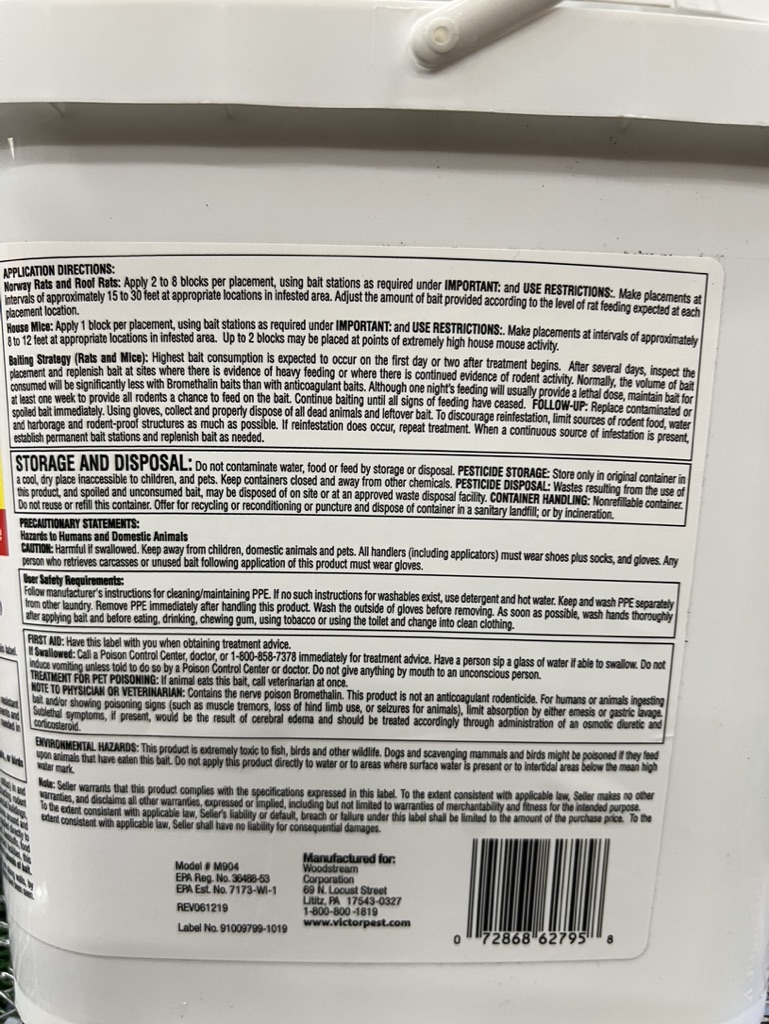 APPLICATION DIRECTIONS:
Norway Rats and Roof Rats: Apply 2 to 8 blocks per placement, using bait stations as required under IMPORTANT: and USE RESTRICTIONS:. Make placements at
intervals of approximately 15 to 30 feet at appropriate locations in infested area. Adjust the amount of bait provided according to the level of rat feeding expected at each
placement location.
House Mice: Apply 1 block per placement, using bait stations as required under IMPORTANT: and USE RESTRICTIONS:. Make placements at intervals of approximately
8 to 12 feet at appropriate locations in infested area. Up to 2 blocks may be placed at points of extremely high house mouse activity.
Baiting Strategy (Rats and Mice): Highest bait consumption is expected to occur on the first day or two after treatment begins. After several days, inspect the
placement and replenish bait at sites where there is evidence of heavy feeding or where there is continued evidence of rodent activity. Normally, the volume of bait
consumed will be significantly less with Bromethalin baits than with anticoagulant baits. Although one night's feeding will usually provide a lethal dose, maintain bait for
at least one week to provide all rodents a chance to feed on the bait. Continue baiting until all signs of feeding have ceased. FOLLOW-UP: Replace contaminated or
spoiled bait immediately. Using gloves, collect and properly dispose of all dead animals and leftover bait. To discourage reinfestation, limit sources of rodent food, water
and harborage and rodent-proof structures as much as possible. If reinfestation does occur, repeat treatment. When a continuous source of infestation is present,
establish permanent bait stations and replenish bait as needed.
STORAGE AND DISPOSAL: Do not contaminate water, food or feed by storage or disposal. PESTICIDE STORAGE: Store only in original container in
a cool, dry place inaccessible to children, and pets. Keep containers closed and away from other chemicals. PESTICIDE DISPOSAL: Wastes resulting from the use of
this product, and spoiled and unconsumed bait, may be disposed of on site or at an approved waste disposal facility. CONTAINER HANDLING: Nonrefillable container.
Do not reuse or refill this container. Offer for recycling or reconditioning or puncture and dispose of container in a sanitary landfill; or by incineration.
PRECAUTIONARY STATEMENTS:
Hazards to Humans and Domestic Animals
CAUTION: Harmful if swallowed. Keep away from children, domestic animals and pets. All handlers (including applicators) must wear shoes plus socks, and gloves. Any
person who retrieves carcasses or unused bait following application of this product must wear gloves.
User Safety Requirements:
Follow manufacturer's instructions for cleaning/maintaining PPE. If no such instructions for washables exist, use detergent and hot water. Keep and wash PPE separately
from other laundry. Remove PPE immediately after handling this product. Wash the outside of gloves before removing. As soon as possible, wash hands thoroughly
after applying bait and before eating, drinking, chewing gum, using tobacco or using the toilet and change into clean clothing.
FIRST AID: Have this label with you when obtaining treatment advice.
If Swallowed: Call a Poison Control Center, doctor, or 1-800-858-7378 immediately for treatment advice. Have a person sip a glass of water if able to swallow. Do not
induce vomiting unless told to do so by a Poison Control Center or doctor. Do not give anything by mouth to an unconscious person.
TREATMENT FOR PET POISONING: If animal eats this bait, call veterinarian at once.
NOTE TO PHYSICIAN OR VETERINARIAN: Contains the nerve poison Bromethalin. This product is not an anticoagulant rodenticide. For humans or animals ingesting
bait and/or showing poisoning signs (such as muscle tremors, loss of hind limb use, or seizures for animals), limit absorption by either emesis or gastric lavage.
Sublethal symptoms, if present, would be the result of cerebral edema and should be treated accordingly through administration of an osmotic diuretic and
corticosteroid.
ENVIRONMENTAL HAZARDS: This product is extremely toxic to fish, birds and other wildlife. Dogs and scavenging mammals and birds might be poisoned if they feed
upon animals that have eaten this bait. Do not apply this product directly to water or to areas where surface water is present or to intertidal areas below the mean high
water mark.
Note: Seller warrants that this product complies with the specifications expressed in this label. To the extent consistent with applicable law, Seller makes no other
warranties, and disclaims all other warranties, expressed or implied, including but not limited to warranties of merchantability and fitness for the intended purpose.
To the extent consistent with applicable law, Seller's liability or default, breach or failure under this label shall be limited to the amount of the purchase price. To the
extent consistent with applicable law, Seller shall have no liability for consequential damages.
Model # M904
EPA Reg. No. 36488-53
EPA Est. No. 7173-WI-1
REV061219
Label No. 91009799-1019
Manufactured for:
Woodstream
Corporation
69 N. Locust Street
Lititz, PA 17543-0327
1-800-800-1819
www.victorpest.com
0 72868 62795 8